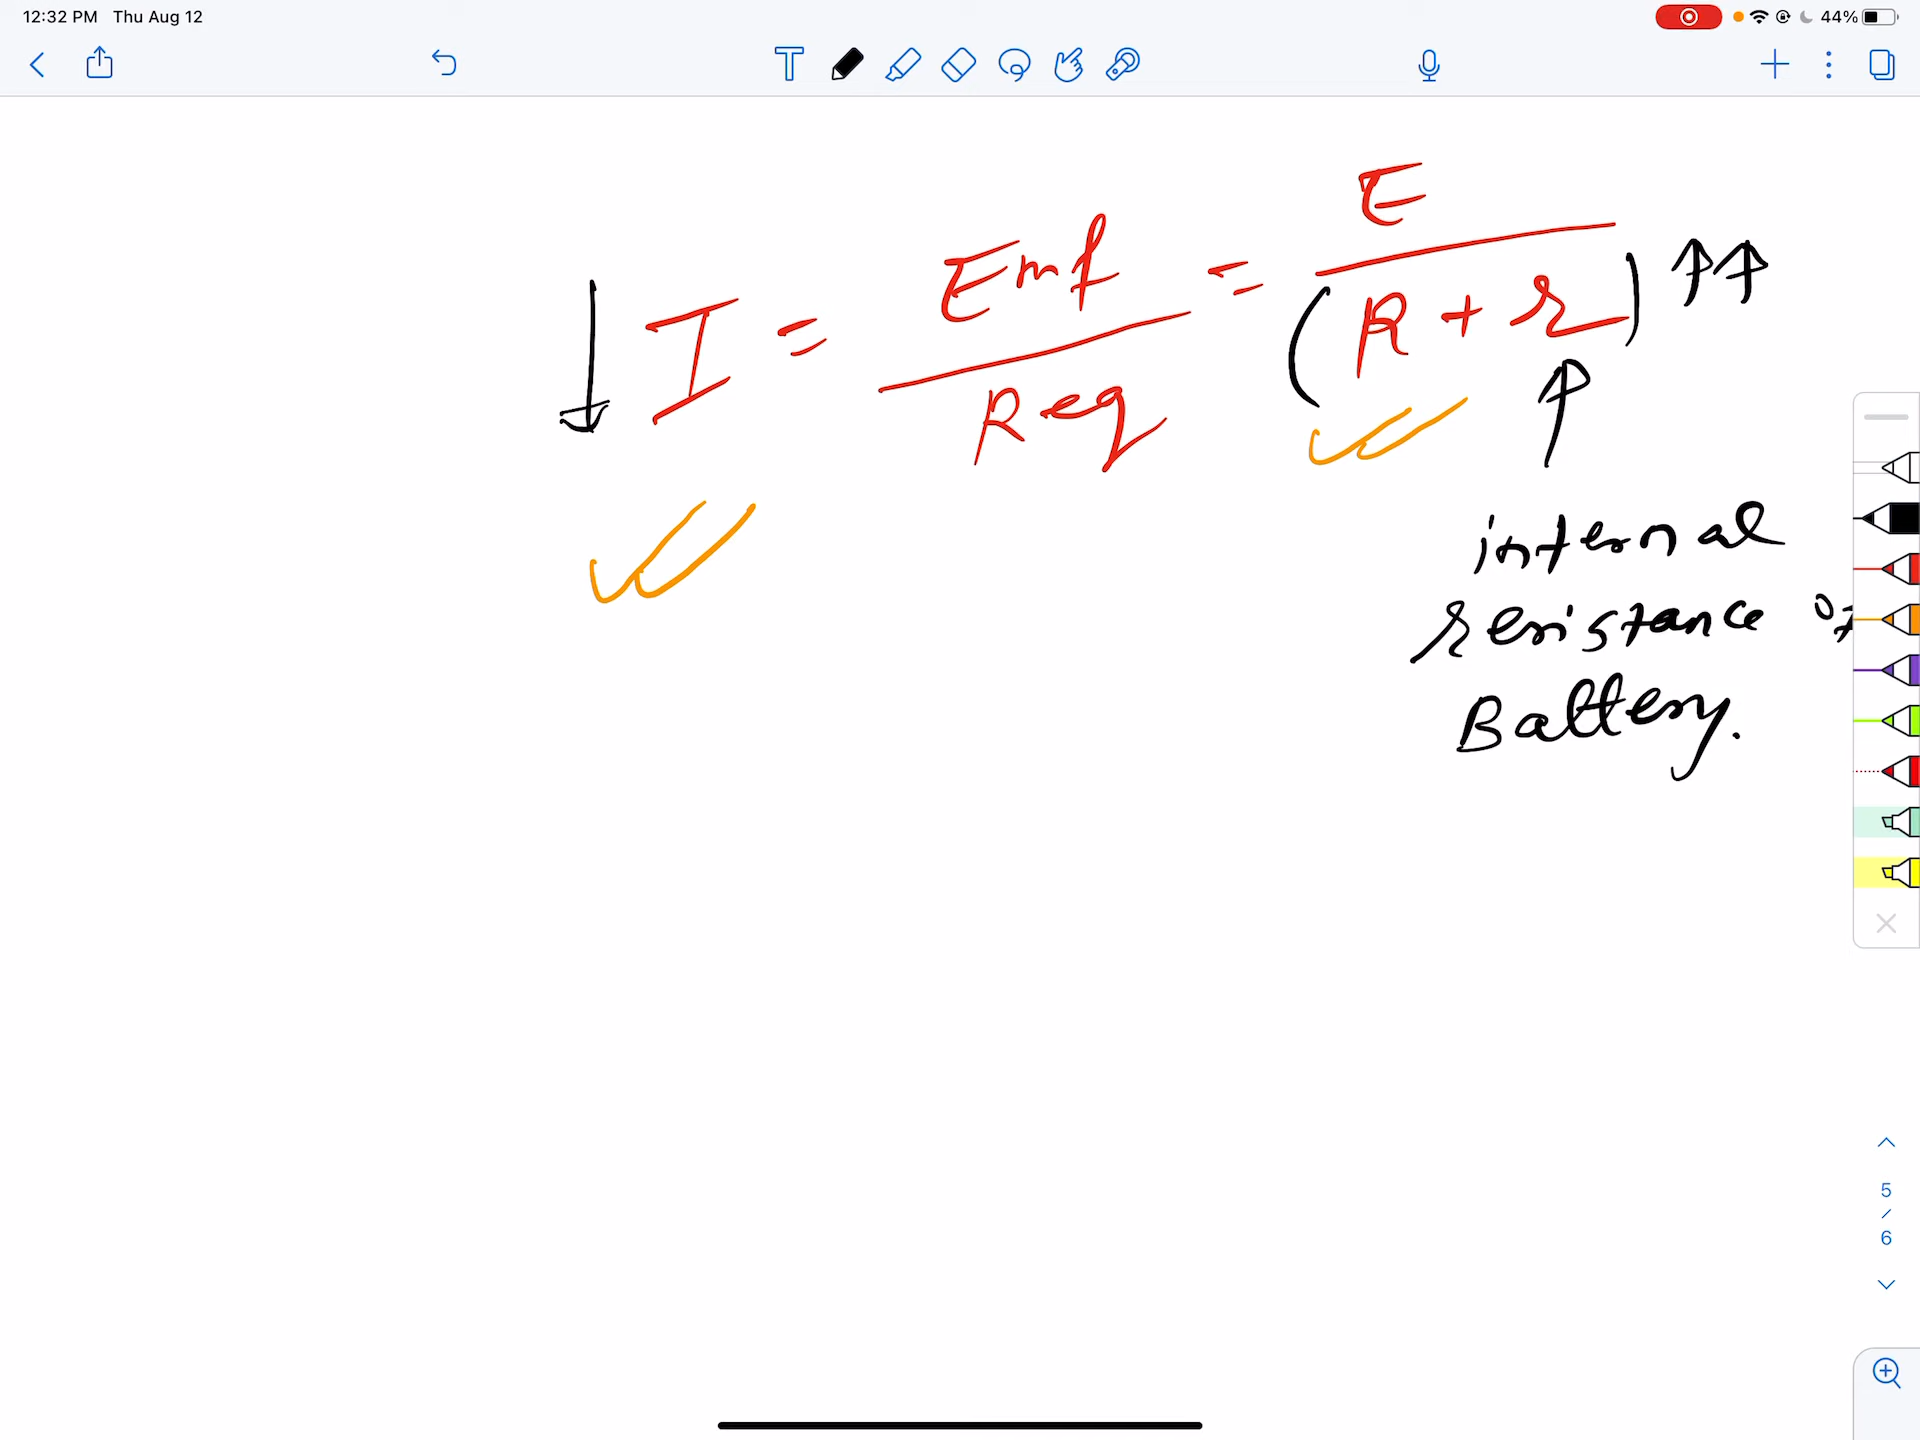 12:32 PM Thu Aug 12
44%
T
↓ I = Emf / Req = E / (R + r) ↑↑
↑
internal
resistance of
Battery.
5
/
6